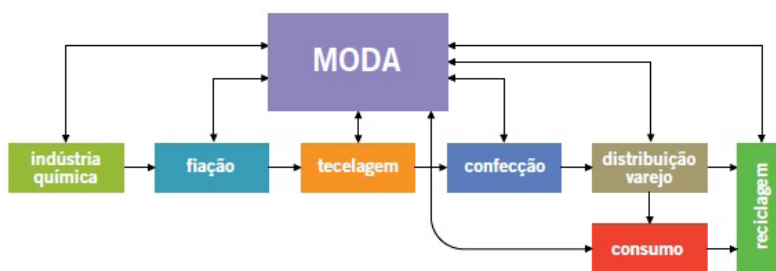 MODA
indústria
química
fiação
tecelagem
confecção
distribuição
varejo
reciclagem
consumo